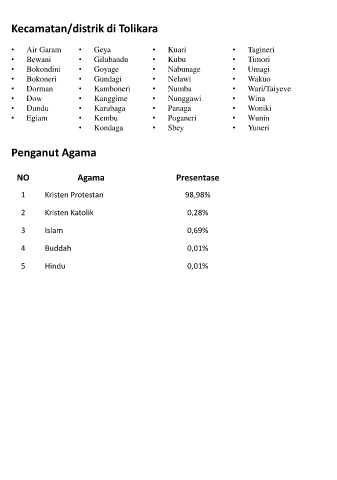 Kecamatan/distrik di Tolikara
• Air Garam
• Bewani
• Bokondini
• Bokoneri
• Dorman
• Dow
• Dundu
• Egiam
• Geya
• Gilubandu
• Goyage
• Gundagi
• Kamboneri
• Kanggime
• Karubaga
• Kembu
• Kondaga
• Kuari
• Kubu
• Nabunage
• Nelawi
• Numba
• Nunggawi
• Panaga
• Poganeri
• Sbey
• Tagineri
• Timori
• Umagi
• Wakuo
• Wari/Taiyeve
• Wina
• Woniki
• Wunin
• Yuneri
Penganut Agama
NO Agama Presentase
1 Kristen Protestan 98,98%
2 Kristen Katolik 0,28%
3 Islam 0,69%
4 Buddah 0,01%
5 Hindu 0,01%